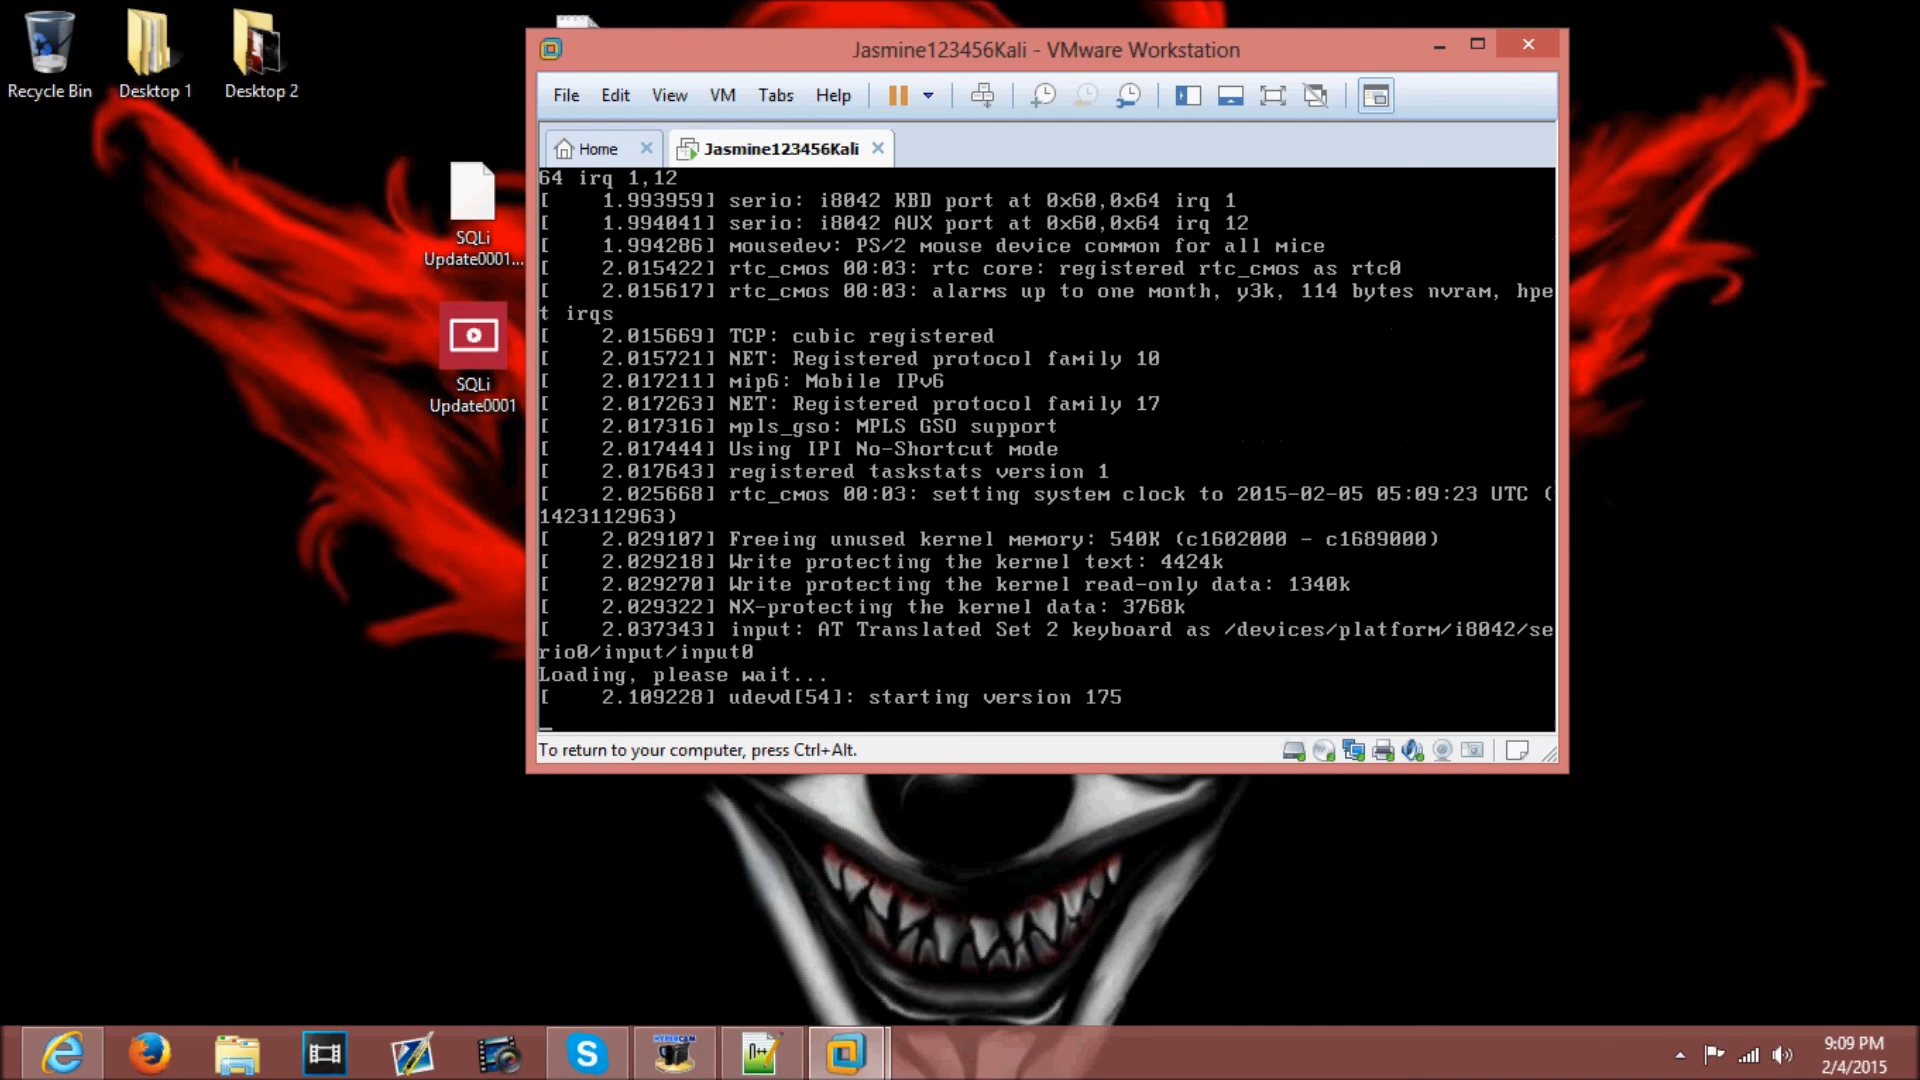 Recycle Bin
Desktop 1
Desktop 2
SQLi
Update0001...
SQLi
Update0001
Jasmine123456Kali - VMware Workstation
File Edit View VM Tabs Help
Home
Jasmine123456Kali
64 irq 1,12
[    1.993959] serio: i8042 KBD port at 0x60,0x64 irq 1
[    1.994041] serio: i8042 AUX port at 0x60,0x64 irq 12
[    1.994286] mousedev: PS/2 mouse device common for all mice
[    2.015422] rtc_cmos 00:03: rtc core: registered rtc_cmos as rtc0
[    2.015617] rtc_cmos 00:03: alarms up to one month, y3k, 114 bytes nvram, hpe
t irqs
[    2.015669] TCP: cubic registered
[    2.015721] NET: Registered protocol family 10
[    2.017211] mip6: Mobile IPv6
[    2.017263] NET: Registered protocol family 17
[    2.017316] mpls_gso: MPLS GSO support
[    2.017444] Using IPI No-Shortcut mode
[    2.017643] registered taskstats version 1
[    2.025668] rtc_cmos 00:03: setting system clock to 2015-02-05 05:09:23 UTC (
1423112963)
[    2.029107] Freeing unused kernel memory: 540K (c1602000 - c1689000)
[    2.029218] Write protecting the kernel text: 4424k
[    2.029270] Write protecting the kernel read-only data: 1340k
[    2.029322] NX-protecting the kernel data: 3768k
[    2.037343] input: AT Translated Set 2 keyboard as /devices/platform/i8042/se
rio0/input/input0
Loading, please wait...
[    2.109228] udevd[54]: starting version 175
To return to your computer, press Ctrl+Alt.
HYPERCAM
N++
9:09 PM
2/4/2015